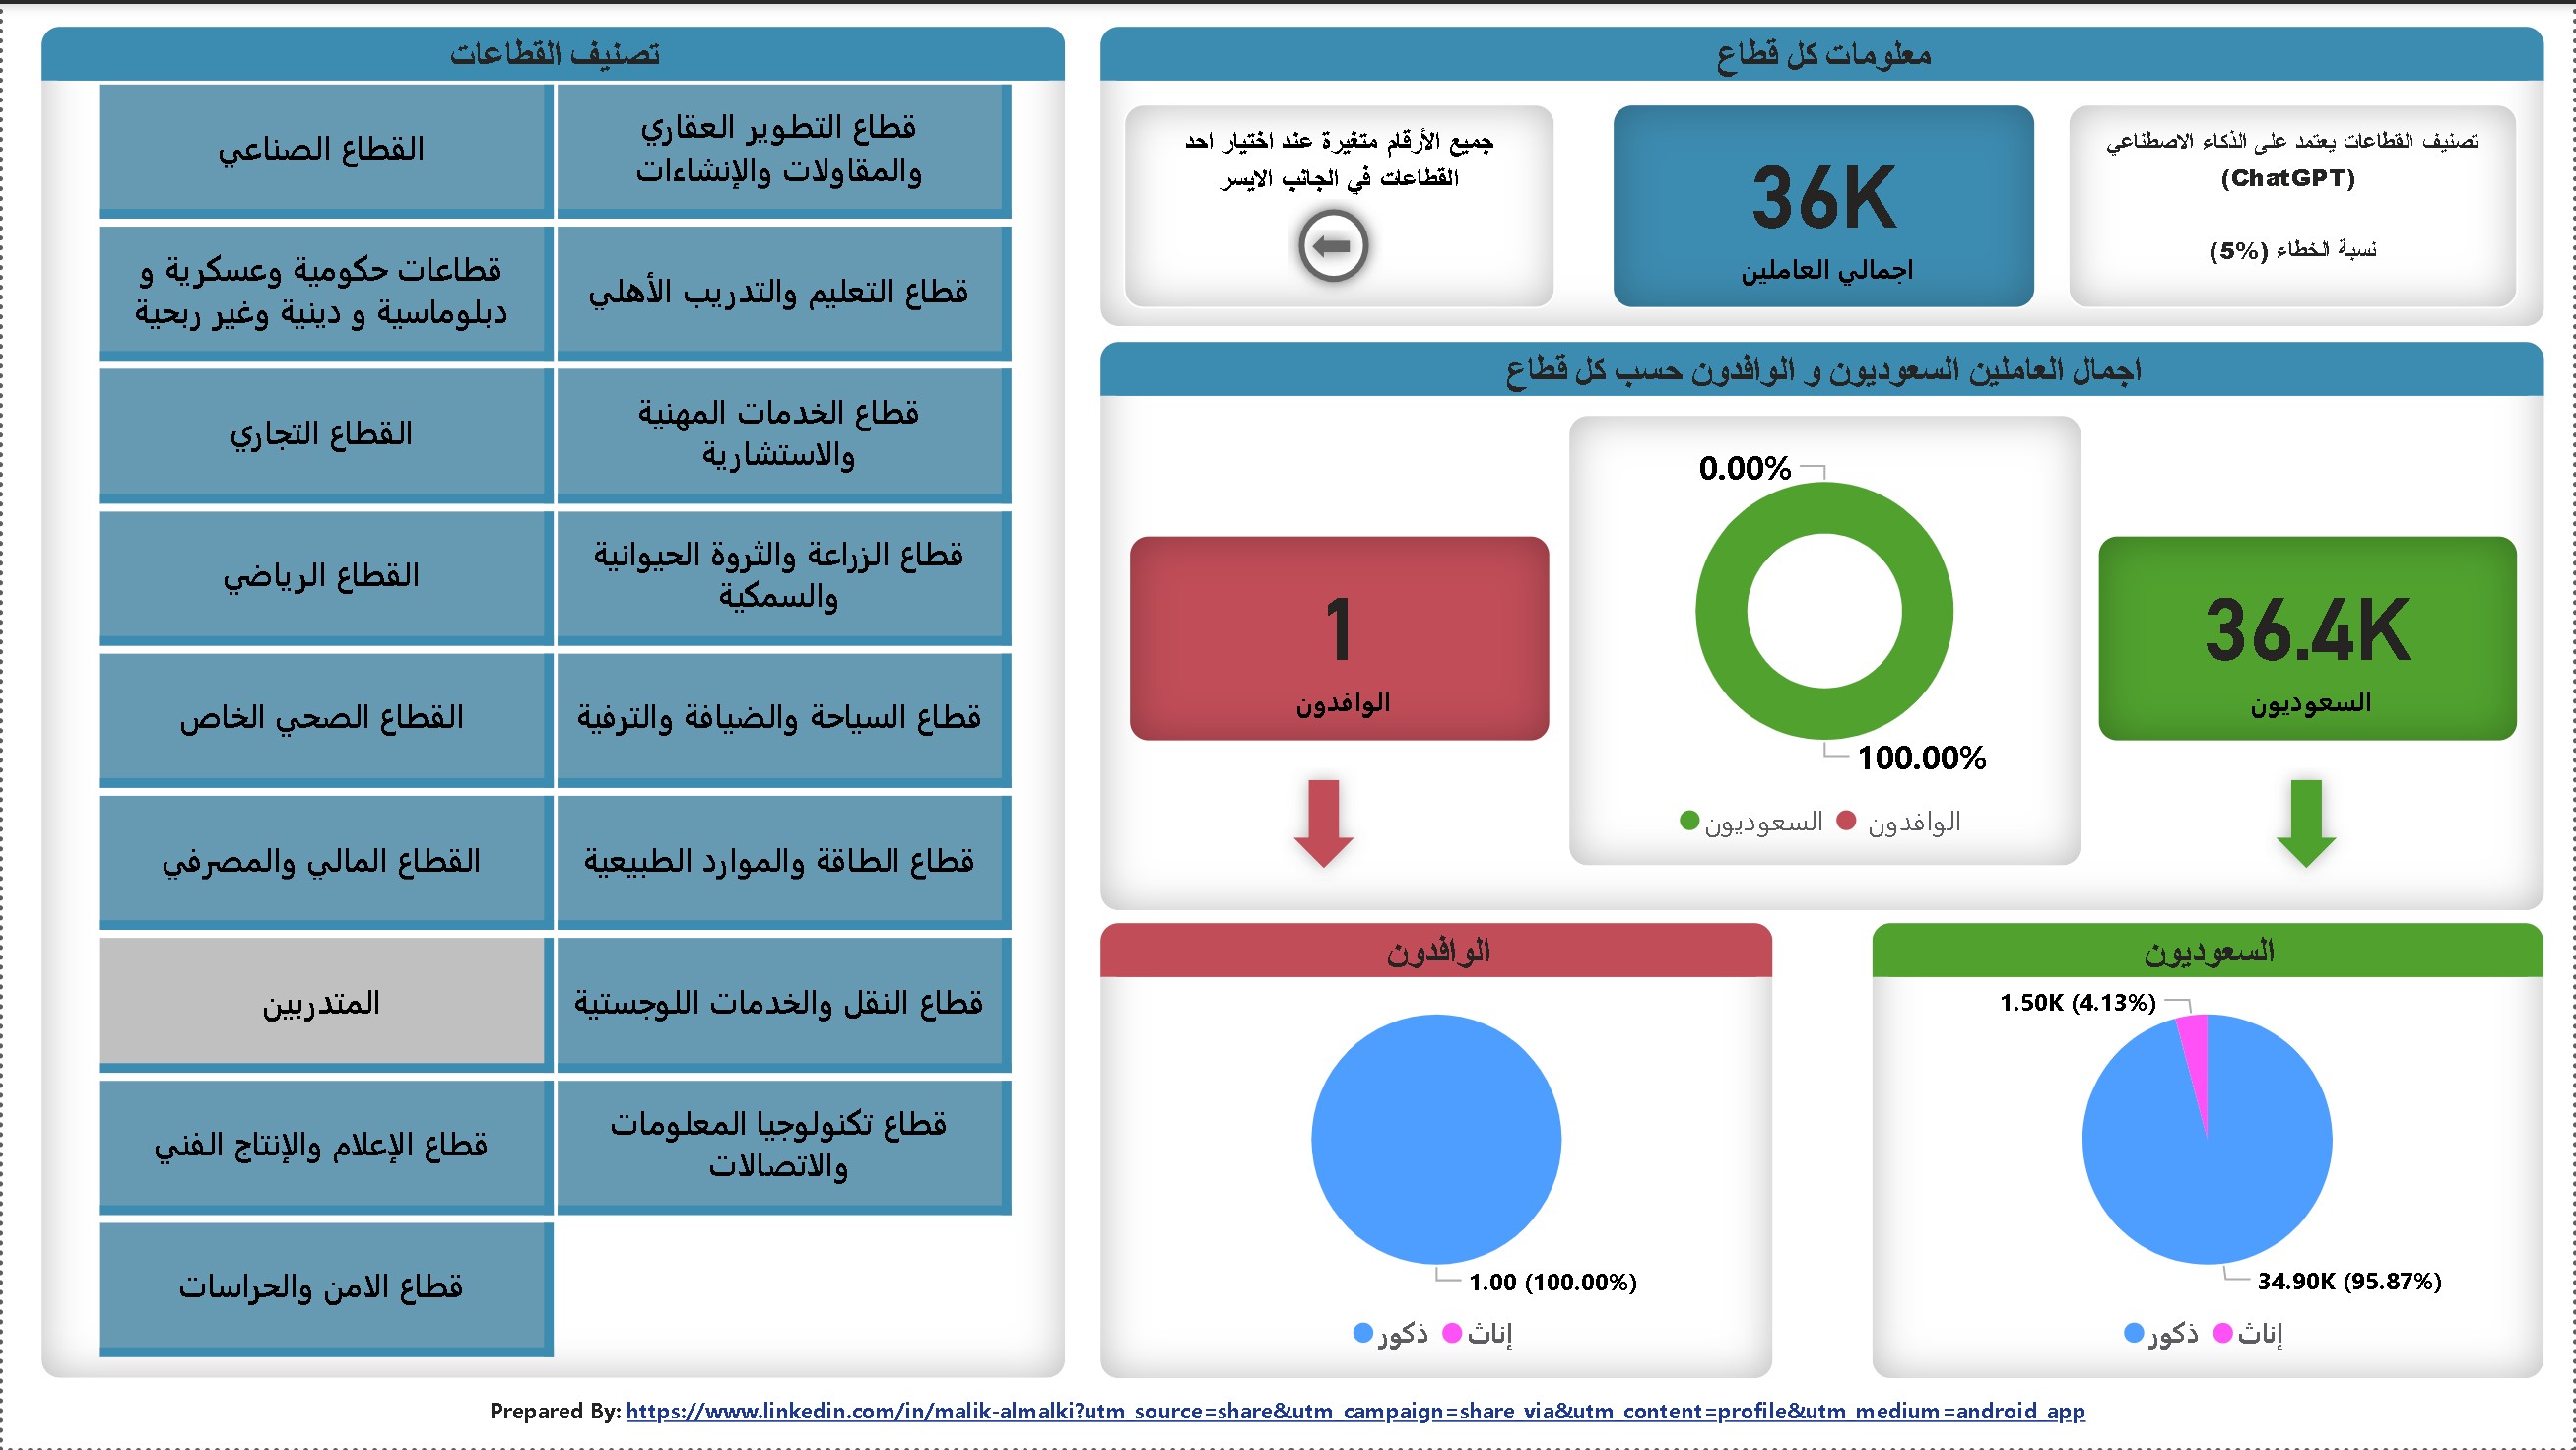 معلومات كل قطاع
تصنيف القطاعات يعتمد على الذكاء الاصطناعي
(ChatGPT)
نسبة الخطاء (5%)
36K
اجمالي العاملين
جميع الأرقام متغيرة عند اختيار احد
القطاعات في الجانب الايسر
اجمال العاملين السعوديون و الوافدون حسب كل قطاع
36.4K
السعوديون
0.00%
100.00%
السعوديون
الوافدون
1
الوافدون
السعوديون
1.50K (4.13%)
34.90K (95.87%)
ذكور
إناث
الوافدون
1.00 (100.00%)
ذكور
إناث
تصنيف القطاعات
قطاع التطوير العقاري
والمقاولات والإنشاءات
القطاع الصناعي
قطاع التعليم والتدريب الأهلي
قطاعات حكومية وعسكرية و
دبلوماسية و دينية وغير ربحية
قطاع الخدمات المهنية
والاستشارية
القطاع التجاري
قطاع الزراعة والثروة الحيوانية
والسمكية
القطاع الرياضي
قطاع السياحة والضيافة والترفية
القطاع الصحي الخاص
قطاع الطاقة والموارد الطبيعية
القطاع المالي والمصرفي
قطاع النقل والخدمات اللوجستية
المتدربين
قطاع تكنولوجيا المعلومات
والاتصالات
قطاع الإعلام والإنتاج الفني
قطاع الامن والحراسات
Prepared By: https://www.linkedin.com/in/malik-almalki?utm_source=share&utm_campaign=share_via&utm_content=profile&utm_medium=android_app